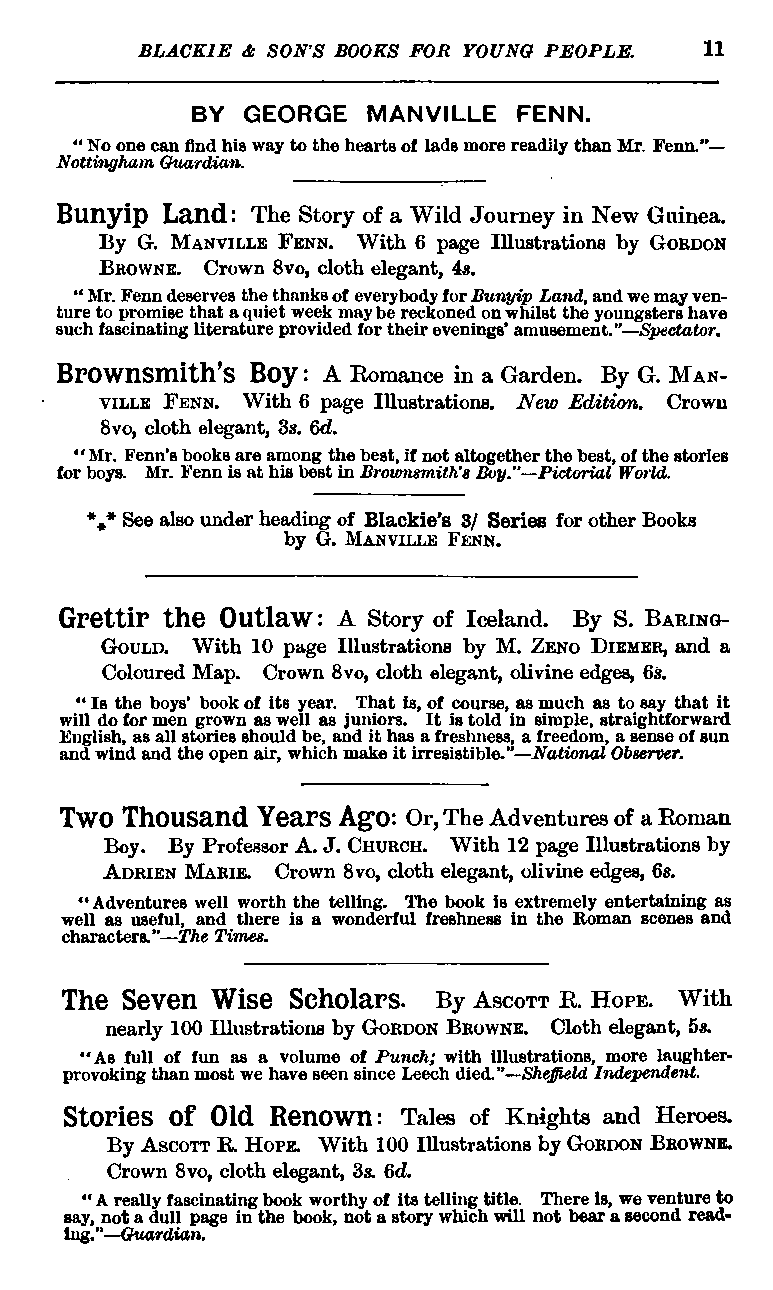 BLACKIE & SON'S BOOKS FOR YOUNG PEOPLE. 11
BY GEORGE MANVILLE FENN.
"No one can find his way to the hearts of lads more readily than Mr. Fenn."—
Nottingham Guardian.
Bunyip Land: The Story of a Wild Journey in New Guinea.
By G. MANVILLE FENN. With 6 page Illustrations by GORDON
BROWNE. Crown 8vo, cloth elegant, 4s.
"Mr. Fenn deserves the thanks of everybody for Bunyip Land, and we may ven-
ture to promise that a quiet week may be reckoned on whilst the youngsters have
such fascinating literature provided for their evenings' amusement."—Spectator.
Brownsmith's Boy: A Romance in a Garden. By G. MAN-
VILLE FENN. With 6 page Illustrations. New Edition. Crown
8vo, cloth elegant, 3s. 6d.
"Mr. Fenn's books are among the best, if not altogether the best, of the stories
for boys. Mr. Fenn is at his best in Brownsmith's Boy."—Pictorial World.
*⁎* See also under heading of Blackie's 3/ Series for other Books
by G. MANVILLE FENN.
Grettir the Outlaw: A Story of Iceland. By S. BARING-
GOULD. With 10 page Illustrations by M. ZENO DIEMER, and a
Coloured Map. Crown 8vo, cloth elegant, olivine edges, 6s.
"Is the boys' book of its year. That is, of course, as much as to say that it
will do for men grown as well as juniors. It is told in simple, straightforward
English, as all stories should be, and it has a freshness, a freedom, a sense of sun
and wind and the open air, which make it irresistible."—National Observer.
Two Thousand Years Ago: Or, The Adventures of a Roman
Boy. By Professor A. J. CHURCH. With 12 page Illustrations by
ADRIEN MARIE. Crown 8vo, cloth elegant, olivine edges, 6s.
"Adventures well worth the telling. The book is extremely entertaining as
well as useful, and there is a wonderful freshness in the Roman scenes and
characters."—The Times.
The Seven Wise Scholars. By ASCOTT R. HOPE. With
nearly 100 Illustrations by GORDON BROWNE. Cloth elegant, 5s.
"As full of fun as a volume of Punch; with illustrations, more laughter-
provoking than most we have seen since Leech died."—Sheffield Independent.
Stories of Old Renown: Tales of Knights and Heroes.
By ASCOTT R. HOPE. With 100 Illustrations by GORDON BROWNE.
Crown 8vo, cloth elegant, 3s. 6d.
"A really fascinating book worthy of its telling title. There is, we venture to
say, not a dull page in the book, not a story which will not bear a second read-
ing."—Guardian.